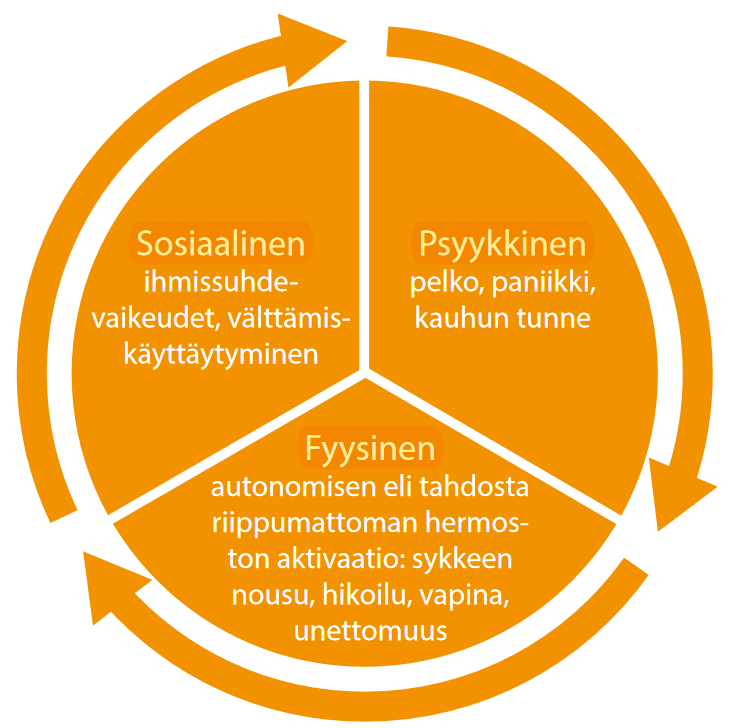 Sosiaalinen
ihmissuhde-
vaikeudet, välttämis-
käyttäytyminen
Psyykkinen
pelko, paniikki,
kauhun tunne
Fyysinen
autonomisen eli tahdosta
riippumattoman hermos-
ton aktivaatio: sykkeen
nousu, hikoilu, vapina,
unettomuus